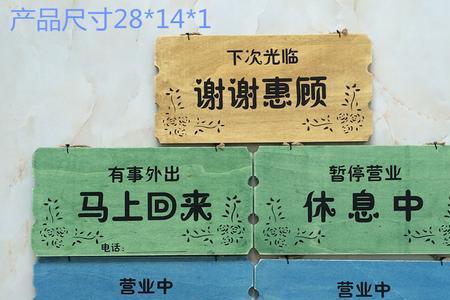 产品尺寸28*14*1
下次光临
谢谢惠顾
有事外出
马上回来
电话:
暂停营业
休息中
营业中
营业中